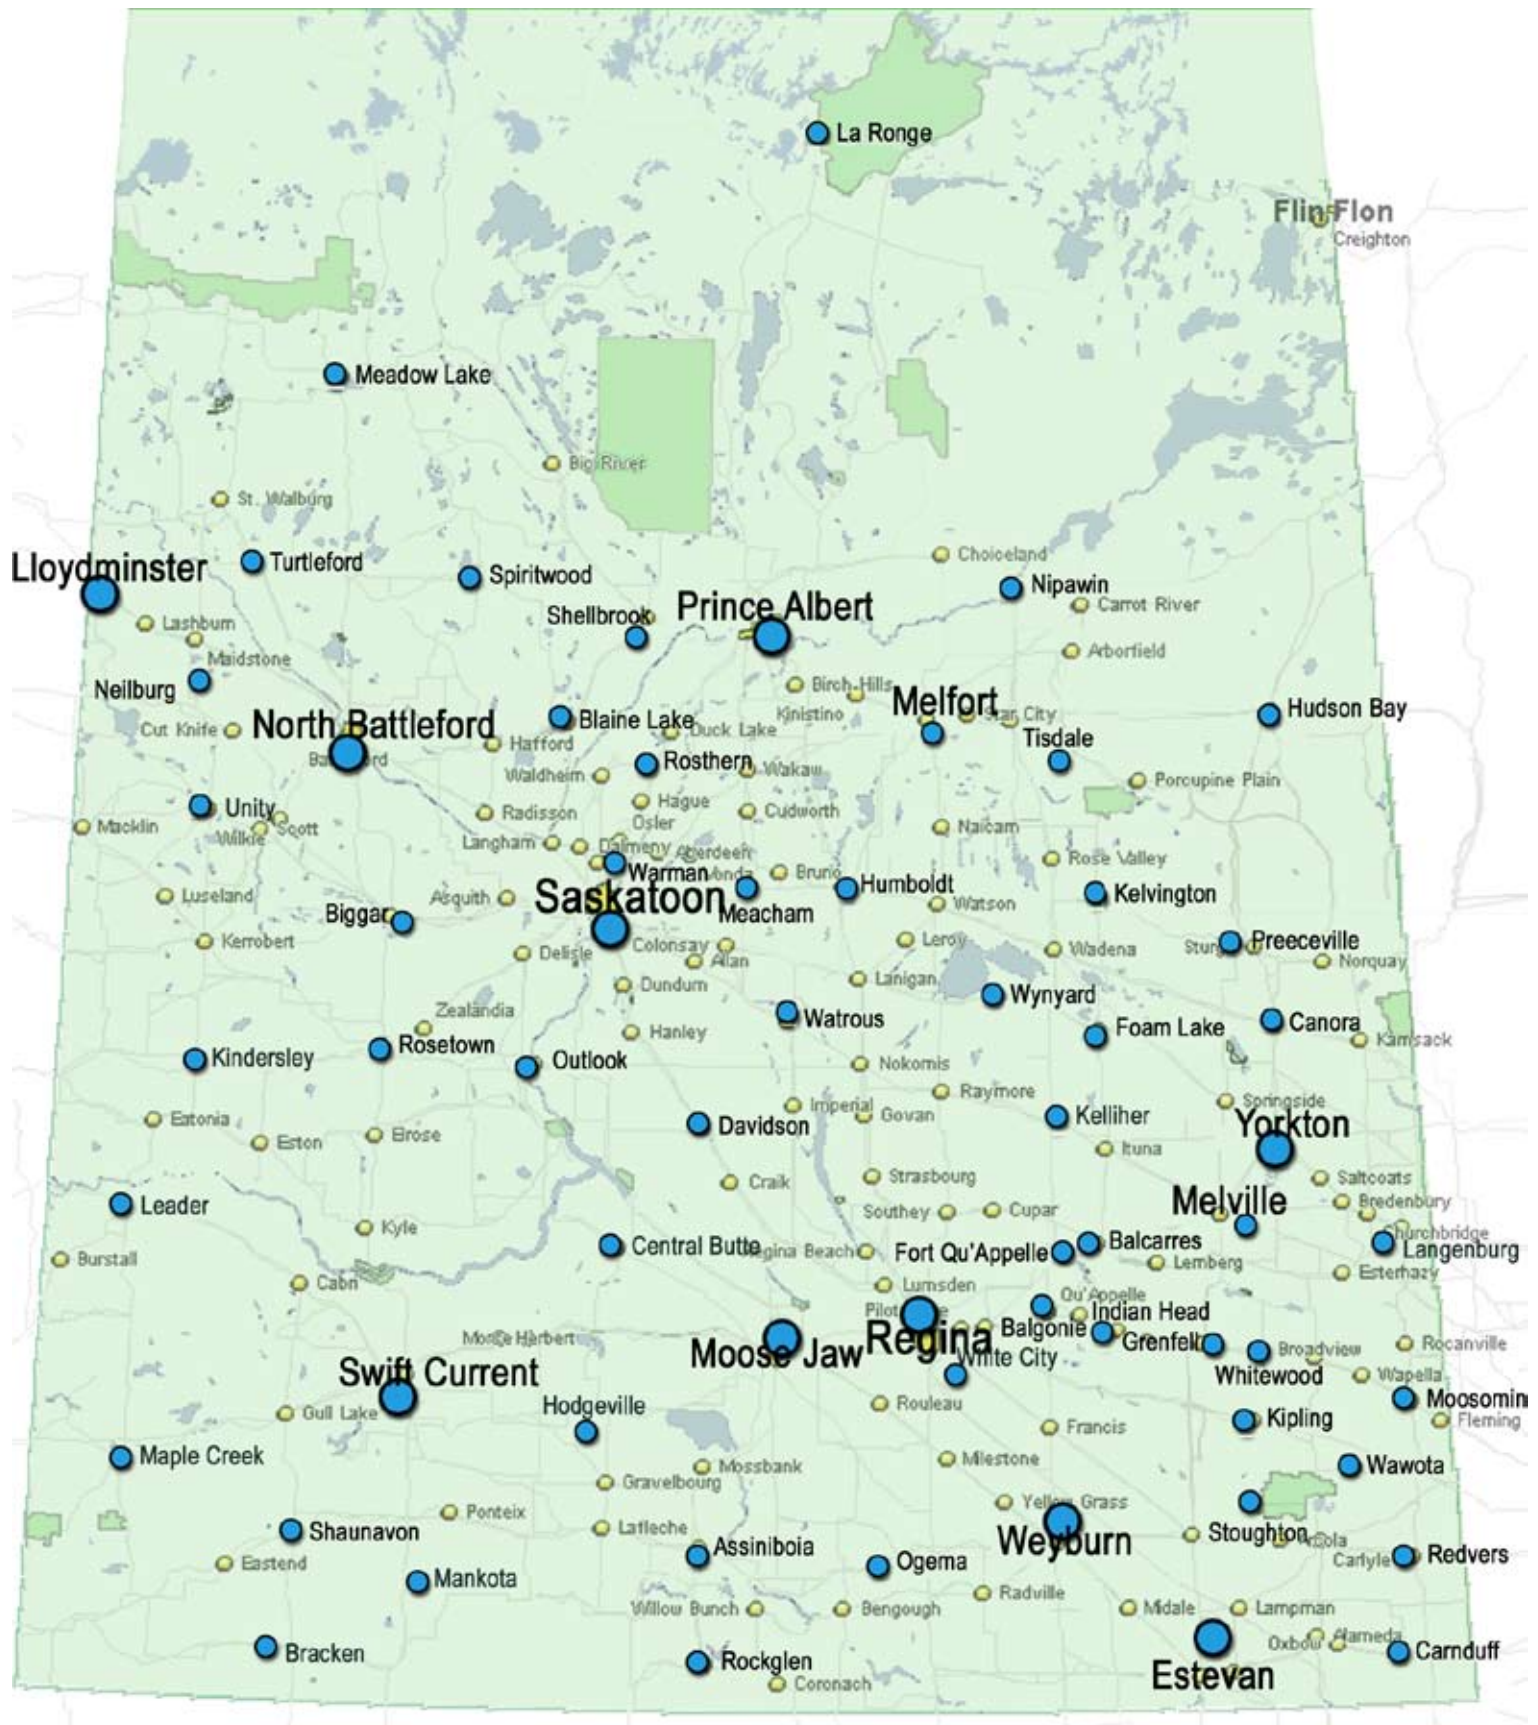 La Ronge
Flin Flon
Creighton
Meadow Lake
Big River
St. Walburg
Choiceland
Lloydminster
Turtleford
Spiritwood
Nipawin
Shellbrook
Prince Albert
Carrot River
Lashburn
Maidstone
Arborfield
Neilburg
Birch Hills
Melfort
Kinistino
Star City
Hudson Bay
Cut Knife
North Battleford
Blaine Lake
Duck Lake
Tisdale
Hafford
Waldheim
Rosthern
Wakaw
Porcupine Plain
Unity
Hague
Cudworth
Radisson
Osler
Macklin
Wilkie
Scott
Langham
Dalmeny
Aberdeen
Naicam
Rose Valley
Warman
Vonda
Bruno
Humboldt
Kelvington
Luseland
Asquith
Saskatoon
Meacham
Watson
Biggar
Kerrobert
Delisle
Colonsay
Allan
Leroy
Wadena
Preeceville
Norquay
Dundurn
Lanigan
Wynyard
Zealandia
Hanley
Watrous
Foam Lake
Canora
Kamsack
Kindersley
Rosetown
Outlook
Nokomis
Raymore
Springside
Eatonia
Eston
Elrose
Davidson
Imperial
Govan
Kelliher
Ituna
Yorkton
Saltcoats
Leader
Craik
Strasbourg
Melville
Bredenbury
Kyle
Southey
Cupar
Churchbridge
Burstall
Central Butte
Regina Beach
Fort Qu'Appelle
Balcarres
Langenburg
Lemberg
Esterhazy
Cabri
Lumsden
Qu'Appelle
Pilot
Indian Head
Morse
Herbert
Moose Jaw
Regina
Balgonie
Grenfell
Broadview
Rocanville
White City
Swift Current
Whitewood
Wapella
Gull Lake
Hodgeville
Rouleau
Moosomin
Kipling
Fleming
Francis
Maple Creek
Mossbank
Milestone
Wawota
Gravelbourg
Yellow Grass
Ponteix
Shaunavon
Lafleche
Weyburn
Stoughton
Arcola
Eastend
Assiniboia
Ogema
Carlyle
Redvers
Mankota
Radville
Willow Bunch
Bengough
Midale
Lampman
Oxbow
Alameda
Bracken
Rockglen
Estevan
Carnduff
Coronach